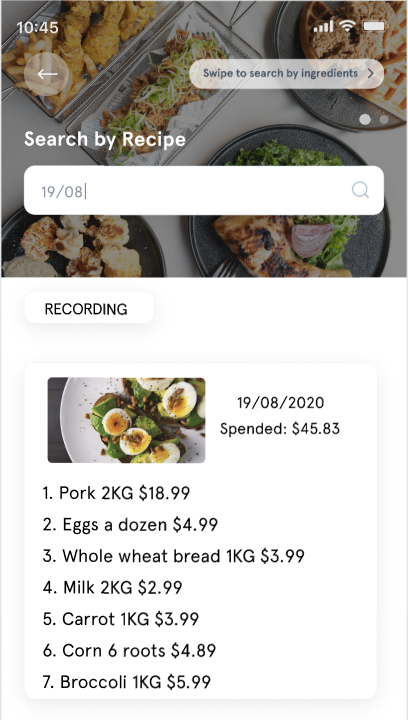 10:45
Swipe to search by ingredients
Search by Recipe
19/08
RECORDING
19/08/2020
Spended: $45.83
1. Pork 2KG $18.99
2. Eggs a dozen $4.99
3. Whole wheat bread 1KG $3.99
4. Milk 2KG $2.99
5. Carrot 1KG $3.99
6. Corn 6 roots $4.89
7. Broccoli 1KG $5.99